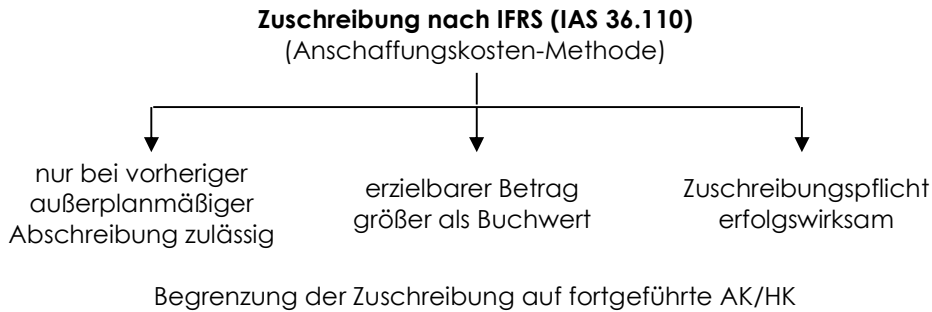 Zuschreibung nach IFRS (IAS 36.110)
(Anschaffungskosten-Methode)
nur bei vorheriger
außerplanmäßiger
Abschreibung zulässig
erzielbarer Betrag
größer als Buchwert
Zuschreibungspflicht
erfolgswirksam
Begrenzung der Zuschreibung auf fortgeführte AK/HK